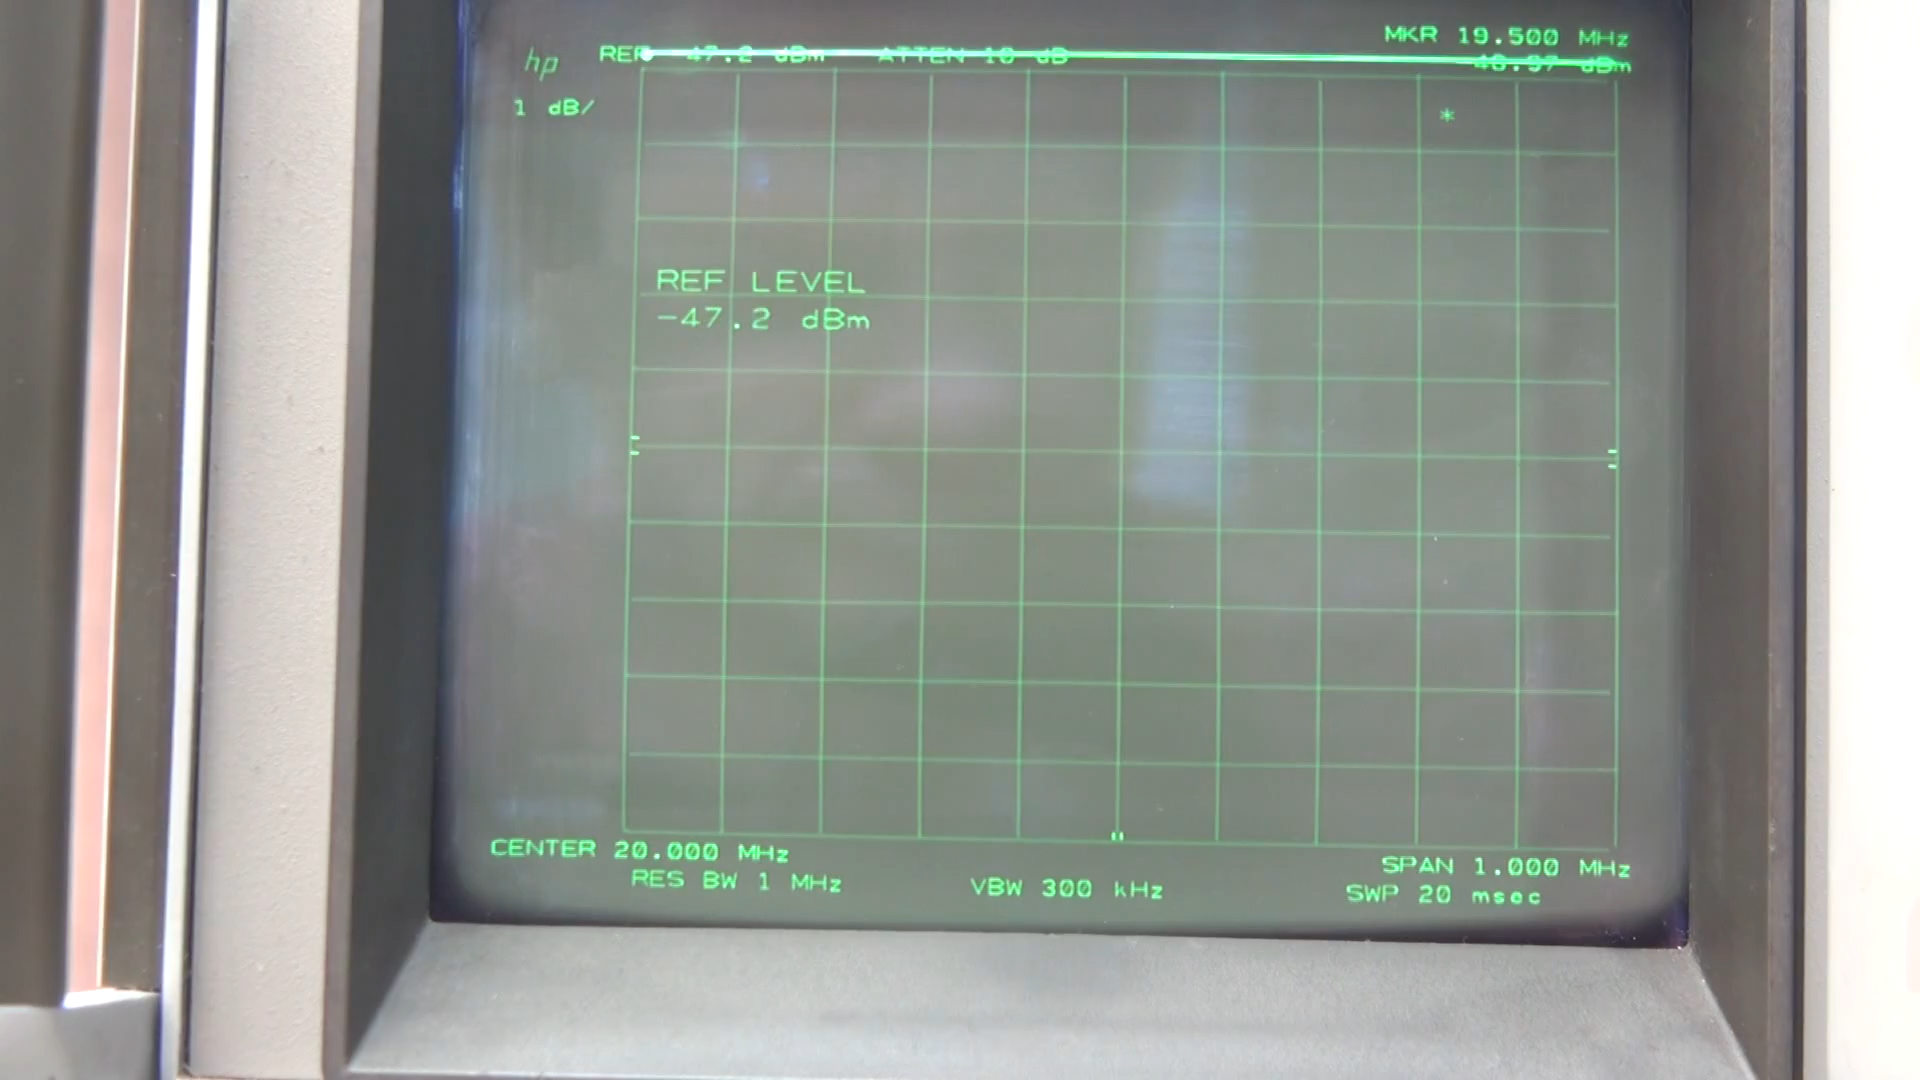 hp
REF -47.2 dBm ATTEN 10 dB
MKR 19.500 MHz
dBm
1 dB/
*
REF LEVEL
-47.2 dBm
CENTER 20.000 MHz
SPAN 1.000 MHz
RES BW 1 MHz
VBW 300 kHz
SWP 20 msec